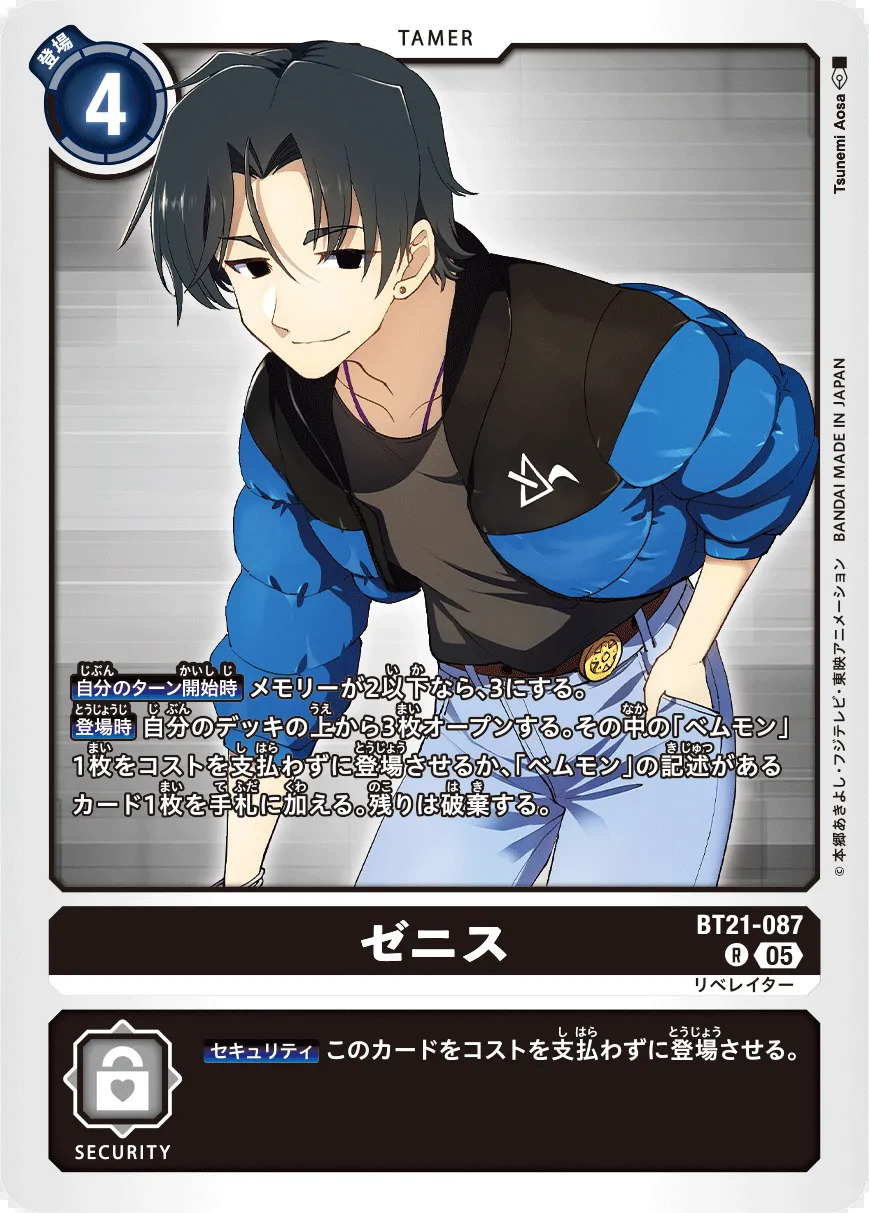 TAMER
登場
4
Tsunemi Aosa
自分のターン開始時 メモリーが2以下なら、3にする。
登場時 自分のデッキの上から3枚オープンする。その中の「ベムモン」
1枚をコストを支払わずに登場させるか、「ベムモン」の記述がある
カード1枚を手札に加える。残りは破棄する。
©本郷あきよし・フジテレビ・東映アニメーション BANDAI MADE IN JAPAN
ゼニス
BT21-087
R 05
リベレイター
セキュリティ このカードをコストを支払わずに登場させる。
SECURITY